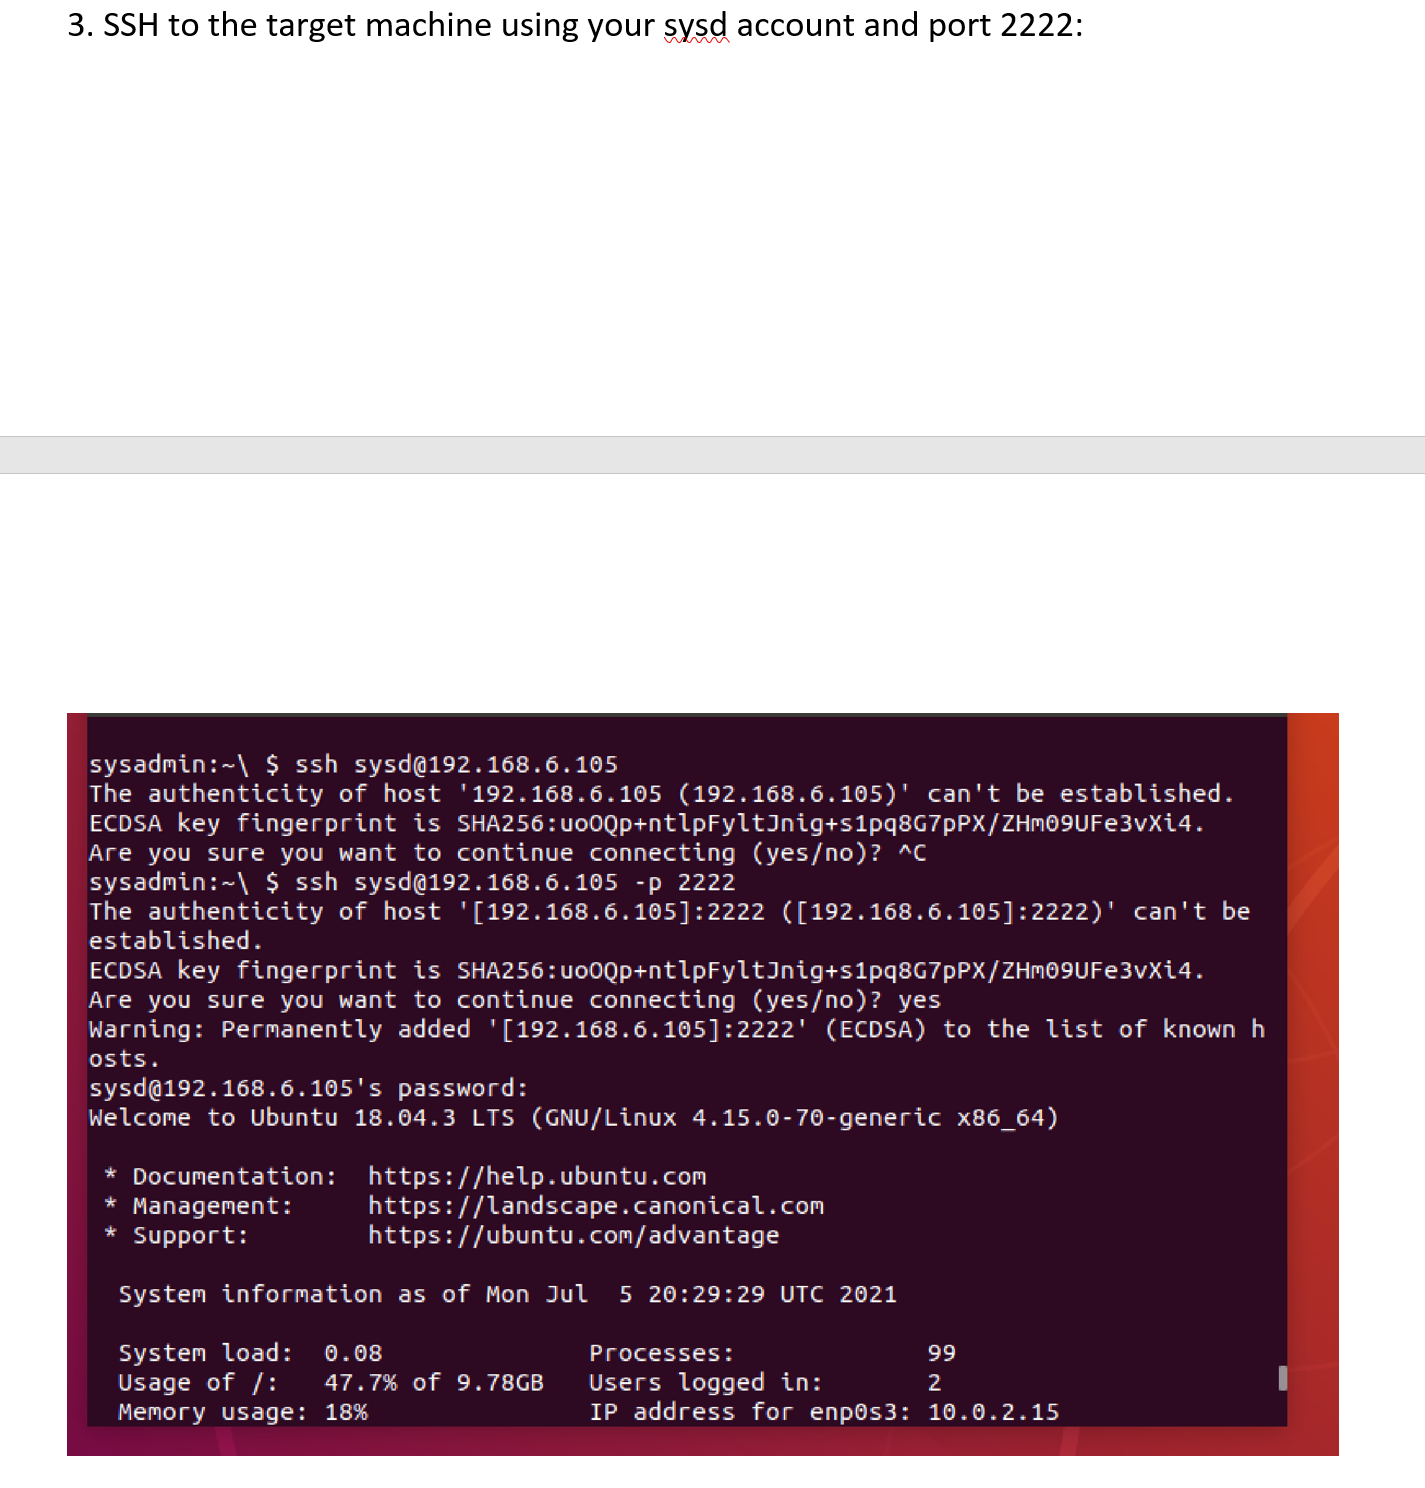 3. SSH to the target machine using your sysd account and port 2222:
sysadmin:~\ $ ssh sysd@192.168.6.105
The authenticity of host '192.168.6.105 (192.168.6.105)' can't be established.
ECDSA key fingerprint is SHA256:uoOQp+ntlpFyltJnig+s1pq8G7pPX/ZHm09UFe3vXi4.
Are you sure you want to continue connecting (yes/no)? ^C
sysadmin:~\ $ ssh sysd@192.168.6.105 -p 2222
The authenticity of host '[192.168.6.105]:2222 ([192.168.6.105]:2222)' can't be
established.
ECDSA key fingerprint is SHA256:uoOQp+ntlpFyltJnig+s1pq8G7pPX/ZHm09UFe3vXi4.
Are you sure you want to continue connecting (yes/no)? yes
Warning: Permanently added '[192.168.6.105]:2222' (ECDSA) to the list of known h
osts.
sysd@192.168.6.105's password:
Welcome to Ubuntu 18.04.3 LTS (GNU/Linux 4.15.0-70-generic x86_64)
* Documentation:  https://help.ubuntu.com
* Management:     https://landscape.canonical.com
* Support:        https://ubuntu.com/advantage
System information as of Mon Jul  5 20:29:29 UTC 2021
System load:  0.08              Processes:             99
Usage of /:   47.7% of 9.78GB   Users logged in:       2
Memory usage: 18%               IP address for enp0s3: 10.0.2.15